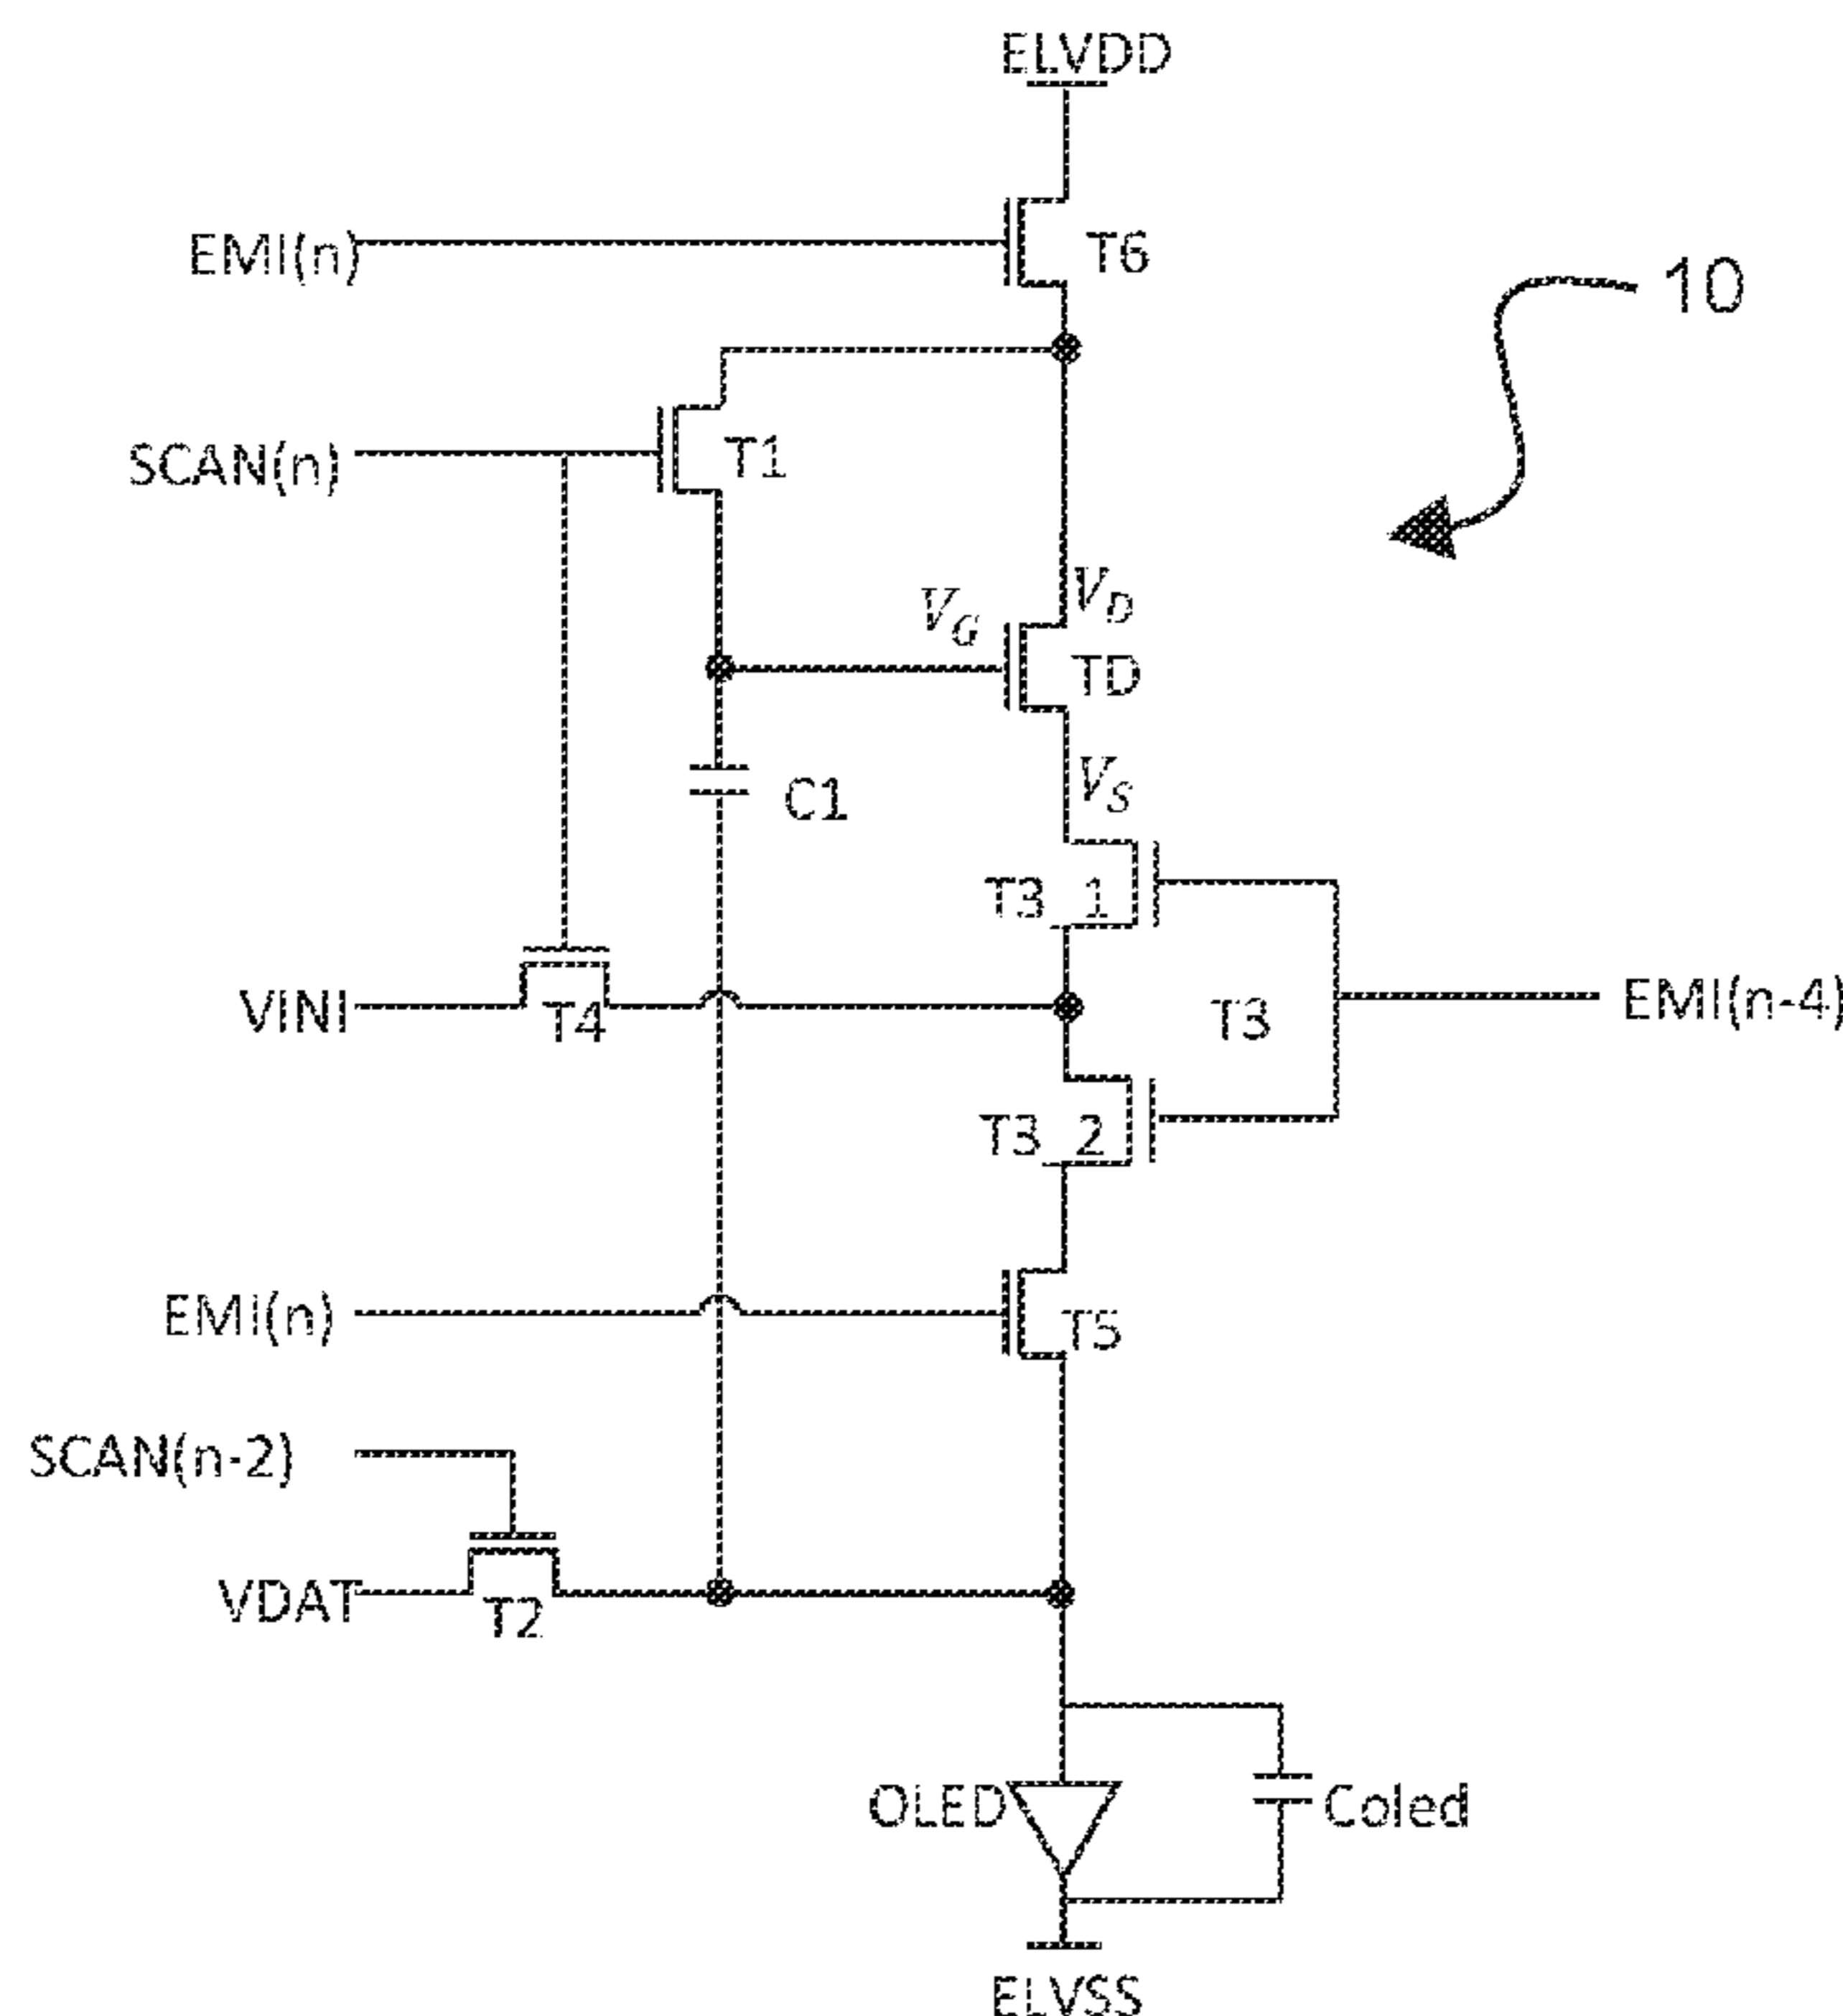 ELVDD
EMI(n)
T6
10
SCAN(n)
T1
V_G
V_D
TD
V_S
C1
T3_1
VINI
T4
T3
EMI(n-4)
T3_2
EMI(n)
T5
SCAN(n-2)
VDAT
T2
OLED
Coled
ELVSS